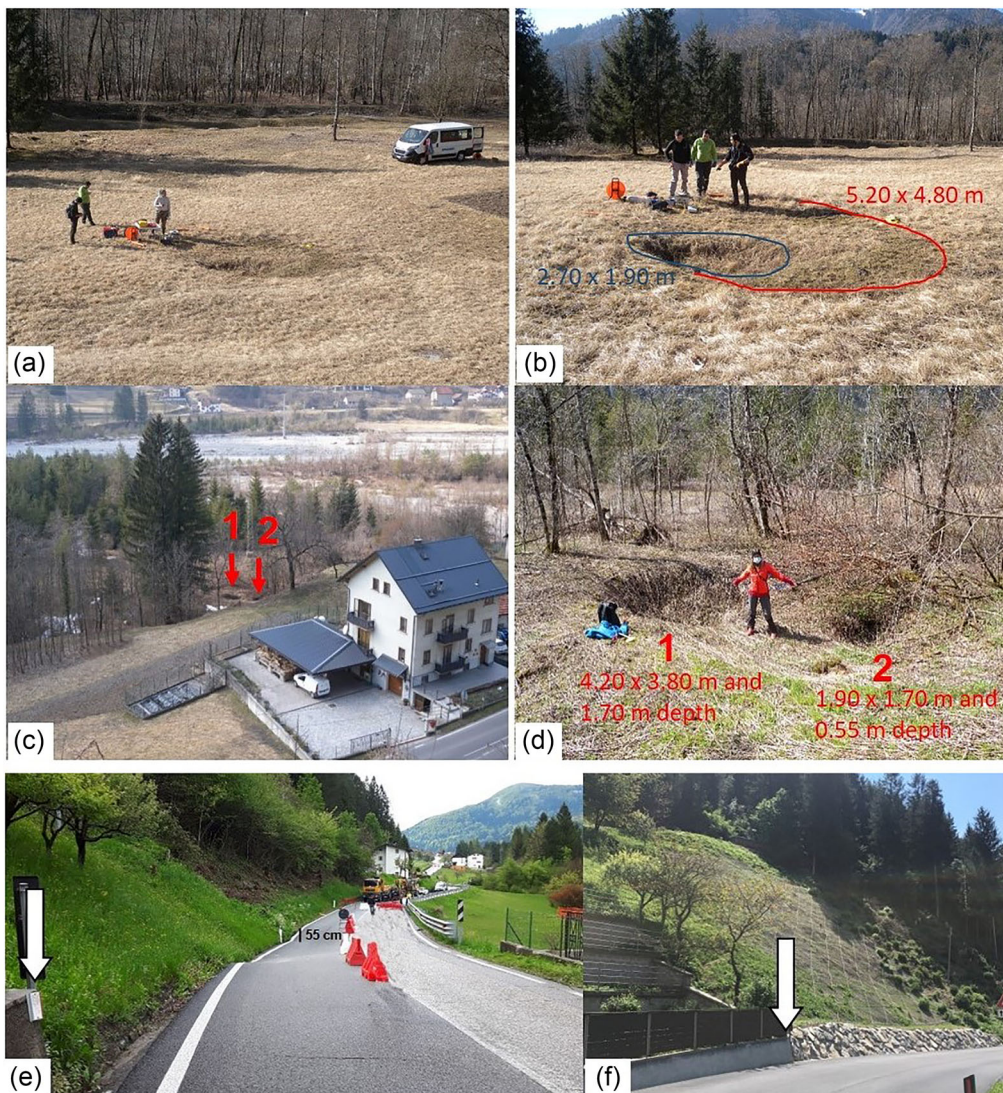 (a)
(b)
5.20 x 4.80 m
2.70 x 1.90 m
(c)
1
2
(d)
1
4.20 x 3.80 m and
1.70 m depth
2
1.90 x 1.70 m and
0.55 m depth
(e)
55 cm
(f)